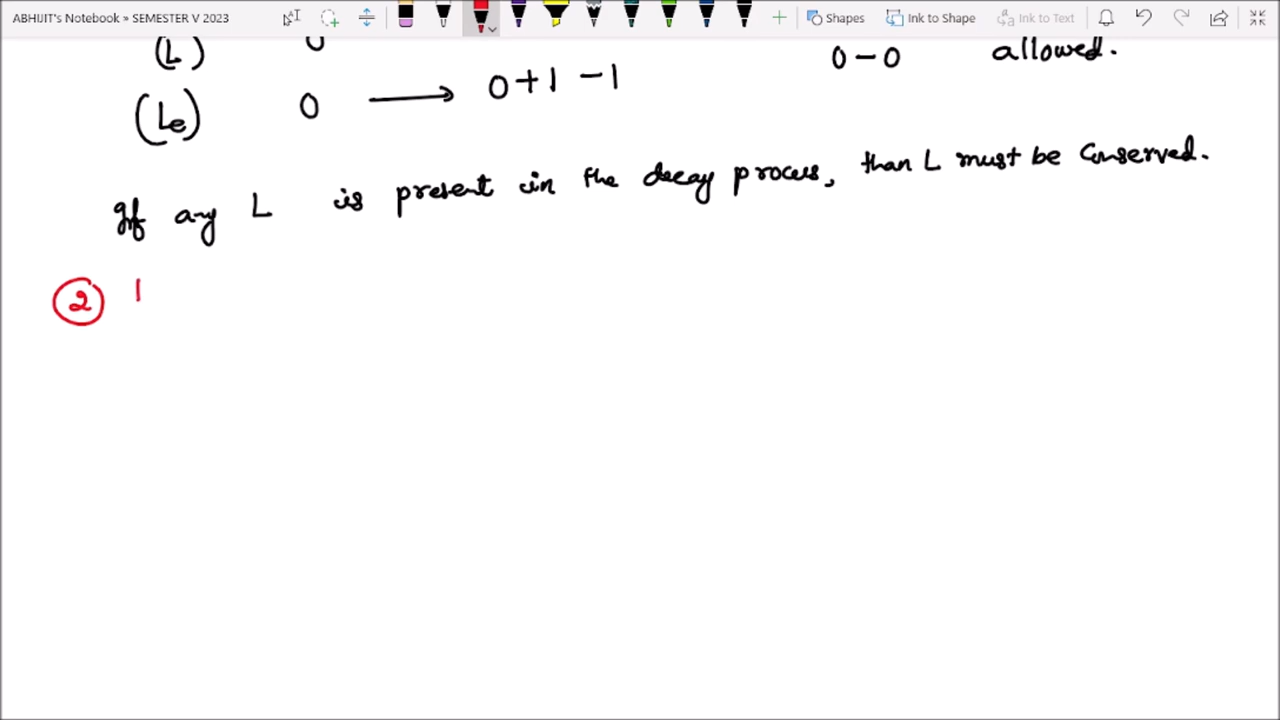 ABHIJIT's Notebook » SEMESTER V 2023
Shapes
Ink to Shape
Ink to Text
(L) 0
0 - 0 allowed.
(Le) 0 ⟶ 0 + 1 - 1
If any L is present in the decay process, than L must be Conserved.
2